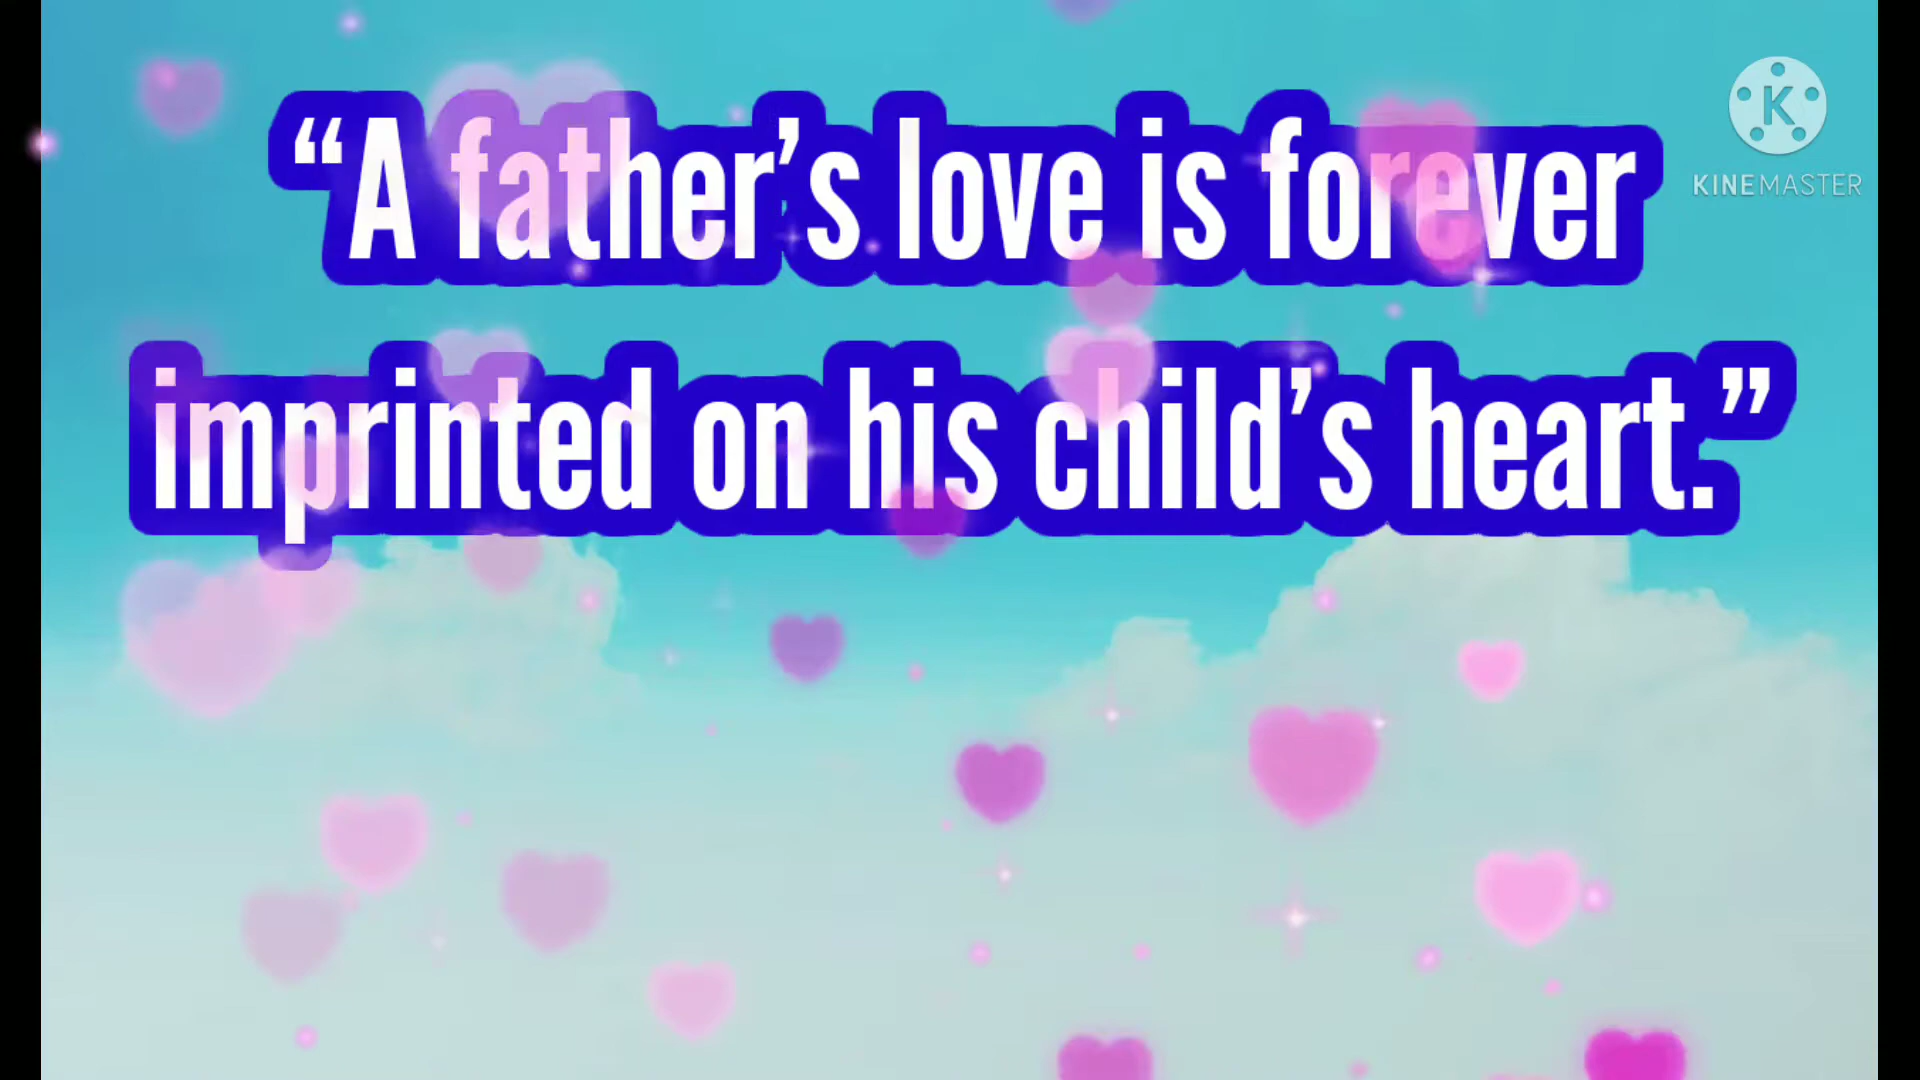 “A father’s love is forever
imprinted on his child’s heart.”
K
KINEMASTER